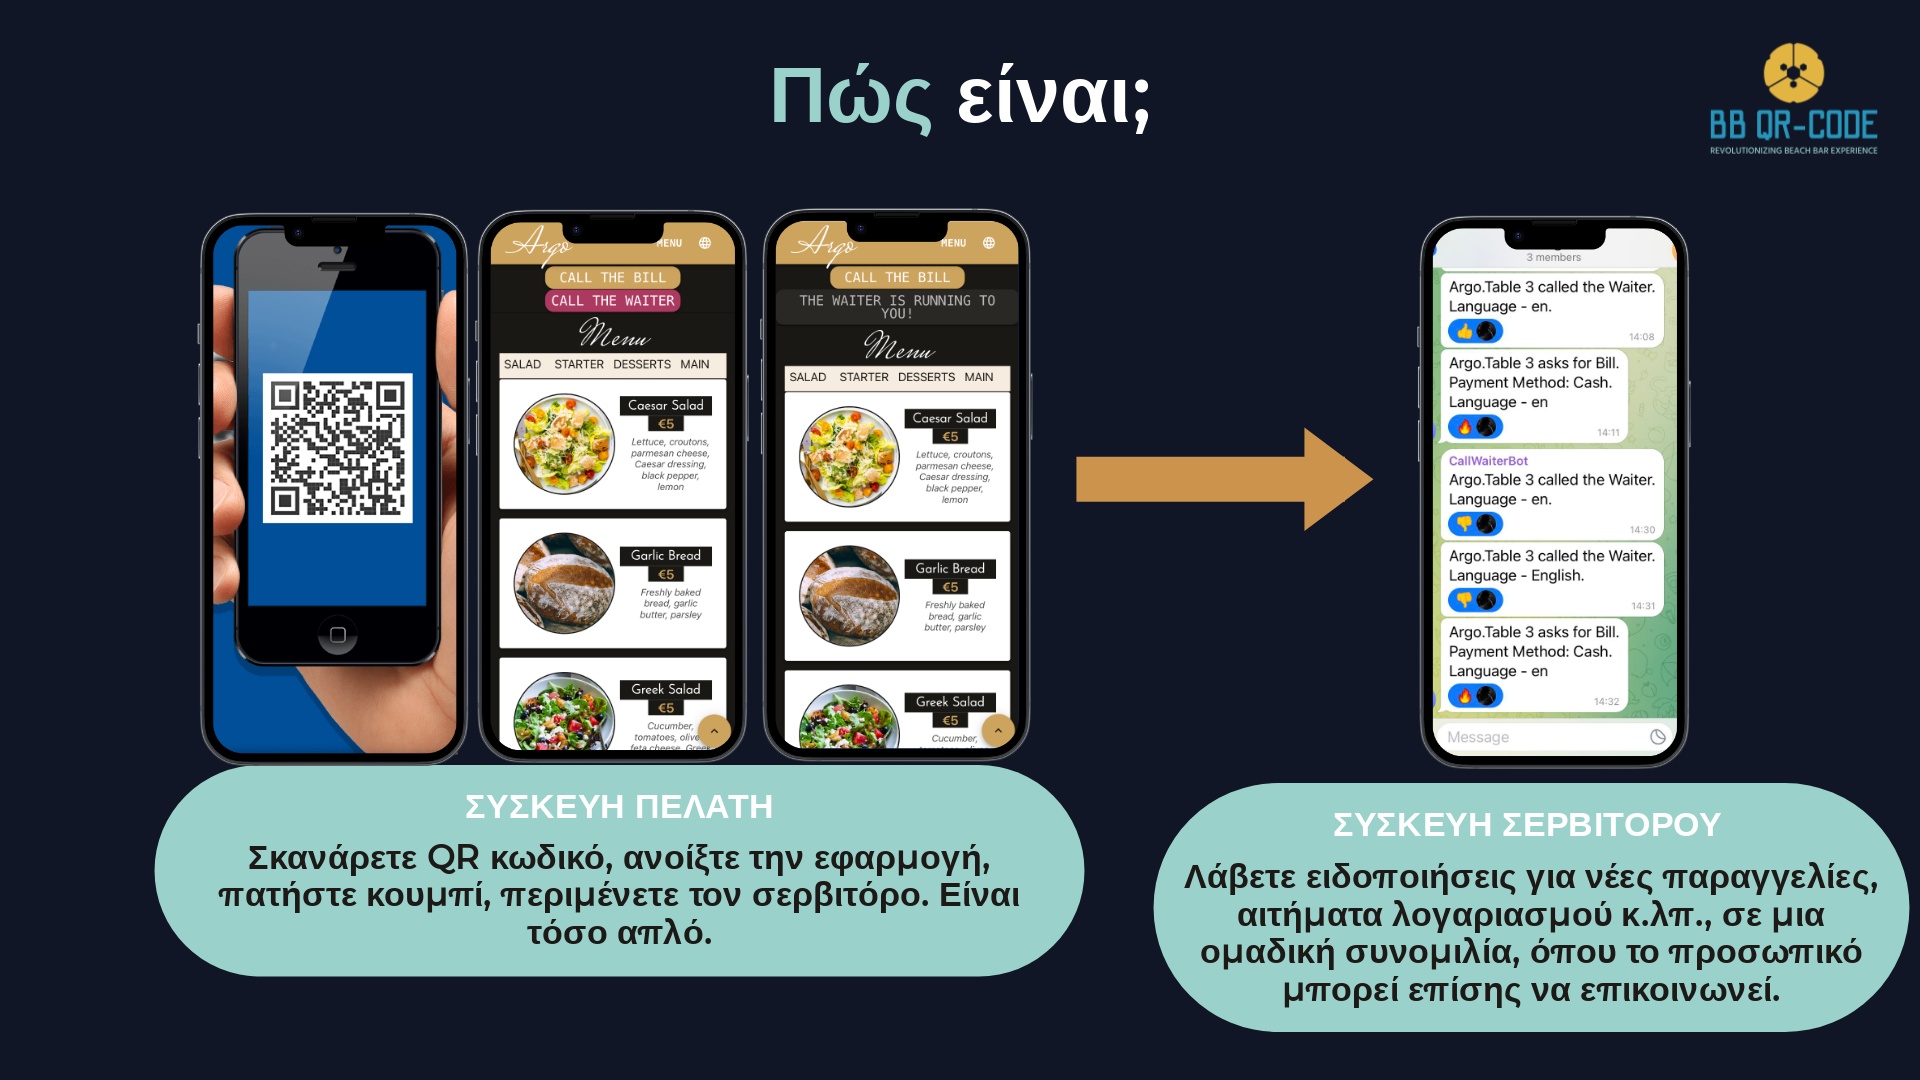 Πώς είναι;
BB QR-CODE
REVOLUTIONIZING BEACH BAR EXPERIENCE
Argo
MENU
CALL THE BILL
CALL THE WAITER
Menu
SALAD STARTER DESSERTS MAIN
Caesar Salad
€5
Lettuce, croutons,
parmesan cheese,
Caesar dressing,
black pepper,
lemon
Garlic Bread
€5
Freshly baked
bread, garlic
butter, parsley
Greek Salad
€5
Cucumber,
tomatoes, olive
feta cheese, Greek
Argo
MENU
CALL THE BILL
THE WAITER IS RUNNING TO
YOU!
Menu
SALAD STARTER DESSERTS MAIN
Caesar Salad
€5
Lettuce, croutons,
parmesan cheese,
Caesar dressing,
black pepper,
lemon
Garlic Bread
€5
Freshly baked
bread, garlic
butter, parsley
Greek Salad
€5
Cucumber,
3 members
Argo.Table 3 called the Waiter.
Language - en.
14:08
Argo.Table 3 asks for Bill.
Payment Method: Cash.
Language - en
14:11
CallWaiterBot
Argo.Table 3 called the Waiter.
Language - en.
14:30
Argo.Table 3 called the Waiter.
Language - English.
14:31
Argo.Table 3 asks for Bill.
Payment Method: Cash.
Language - en
14:32
Message
ΣΥΣΚΕΥΗ ΠΕΛΑΤΗ
Σκανάρετε QR κωδικό, ανοίξτε την εφαρμογή,
πατήστε κουμπί, περιμένετε τον σερβιτόρο. Είναι
τόσο απλό.
ΣΥΣΚΕΥΗ ΣΕΡΒΙΤΟΡΟΥ
Λάβετε ειδοποιήσεις για νέες παραγγελίες,
αιτήματα λογαριασμού κ.λπ., σε μια
ομαδική συνομιλία, όπου το προσωπικό
μπορεί επίσης να επικοινωνεί.